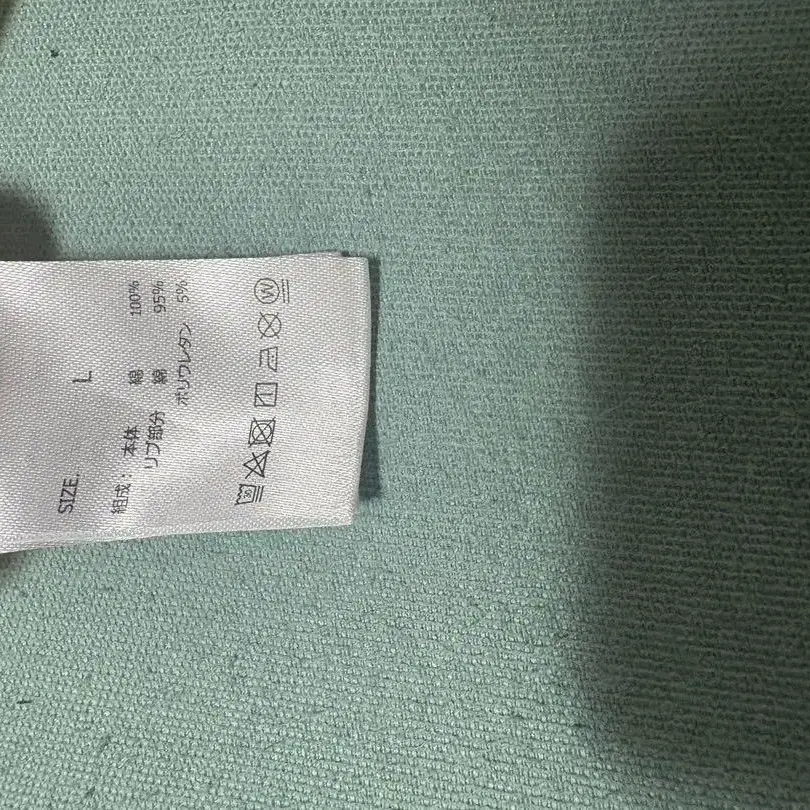 SIZE. L
組成： 本体 綿 100%
リブ部分 綿 95%
ポリウレタン 5%
30
W